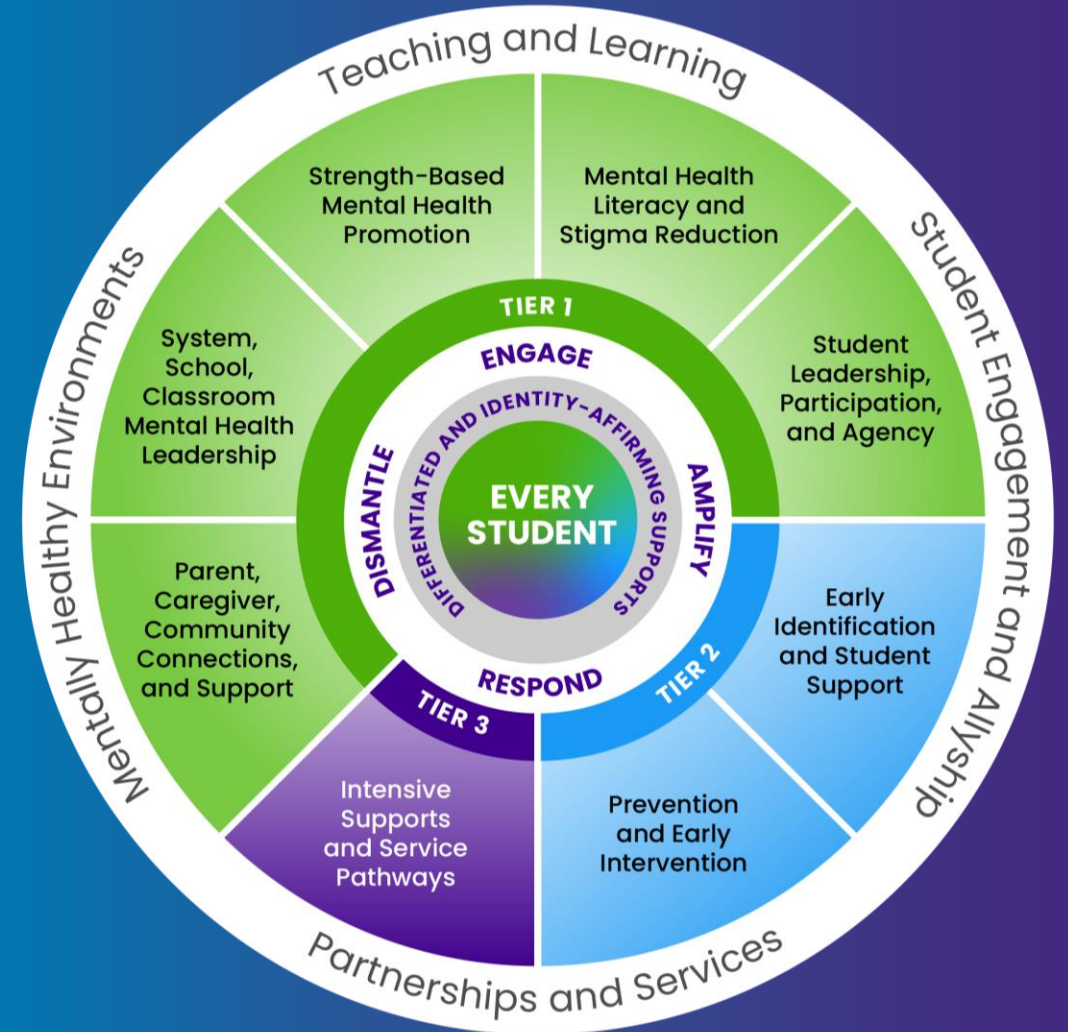 Teaching and Learning
Student Engagement and Allyship
Partnerships and Services
Mentally Healthy Environments
Strength-Based
Mental Health
Promotion
Mental Health
Literacy and
Stigma Reduction
Student
Leadership,
Participation,
and Agency
Early
Identification
and Student
Support
Prevention
and Early
Intervention
Intensive
Supports
and Service
Pathways
Parent,
Caregiver,
Community
Connections,
and Support
System,
School,
Classroom
Mental Health
Leadership
TIER 1
TIER 2
TIER 3
ENGAGE
AMPLIFY
RESPOND
DISMANTLE
DIFFERENTIATED AND IDENTITY-AFFIRMING SUPPORTS
EVERY
STUDENT